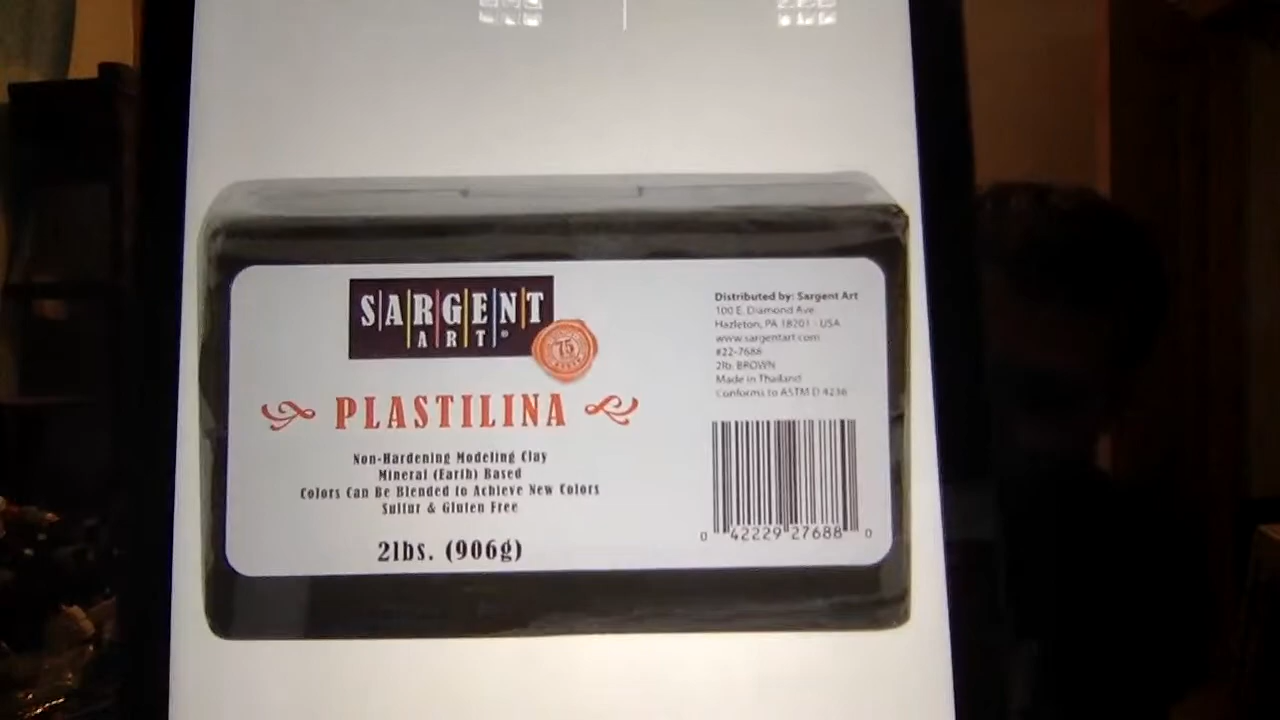 SARGENT
ART®
75
PLASTILINA
Non-Hardening Modeling Clay
Mineral (Earth) Based
Colors Can Be Blended to Achieve New Colors
Sulfur & Gluten Free
2lbs. (906g)
Distributed by: Sargent Art
100 E. Diamond Ave
Hazleton, PA 18201 - USA
www.sargentart.com
#22-7688
2lb. BROWN
Made in Thailand
Conforms to ASTM D 4236
0 42229 27688 0